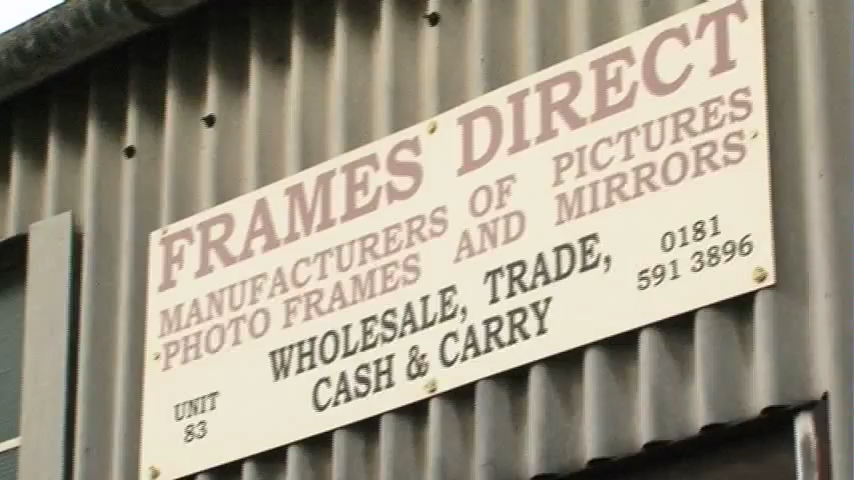 FRAMES DIRECT
MANUFACTURERS OF PICTURES
PHOTO FRAMES AND MIRRORS
WHOLESALE, TRADE,
CASH & CARRY
0181
591 3896
UNIT
83